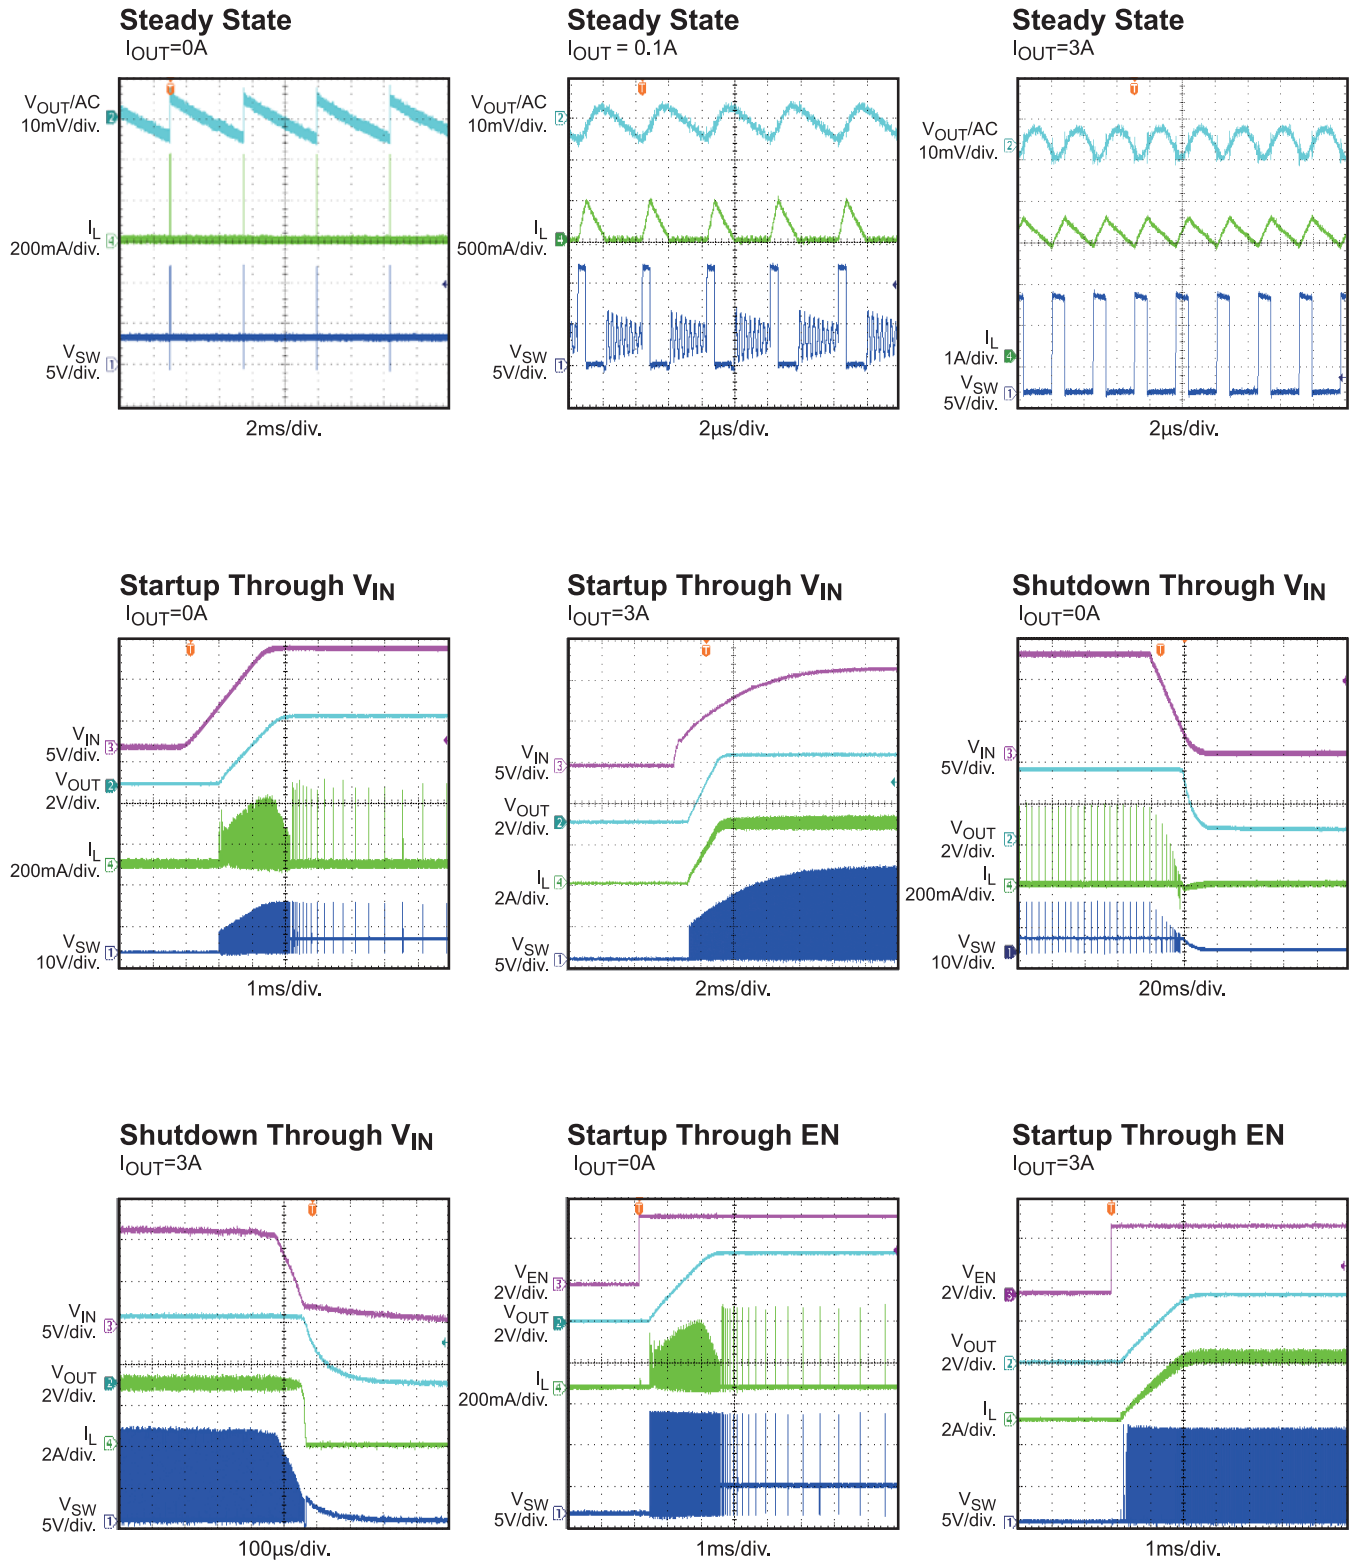 Steady State
IOUT=0A
VOUT/AC
10mV/div.
IL
200mA/div.
VSW
5V/div.
2ms/div.
Steady State
IOUT = 0.1A
VOUT/AC
10mV/div.
IL
500mA/div.
VSW
5V/div.
2µs/div.
Steady State
IOUT=3A
VOUT/AC
10mV/div.
IL
1A/div.
VSW
5V/div.
2µs/div.
Startup Through VIN
IOUT=0A
VIN
5V/div.
VOUT
2V/div.
IL
200mA/div.
VSW
10V/div.
1ms/div.
Startup Through VIN
IOUT=3A
VIN
5V/div.
VOUT
2V/div.
IL
2A/div.
VSW
5V/div.
2ms/div.
Shutdown Through VIN
IOUT=0A
VIN
5V/div.
VOUT
2V/div.
IL
200mA/div.
VSW
10V/div.
20ms/div.
Shutdown Through VIN
IOUT=3A
VIN
5V/div.
VOUT
2V/div.
IL
2A/div.
VSW
5V/div.
100µs/div.
Startup Through EN
IOUT=0A
VEN
2V/div.
VOUT
2V/div.
IL
200mA/div.
VSW
5V/div.
1ms/div.
Startup Through EN
IOUT=3A
VEN
2V/div.
VOUT
2V/div.
IL
2A/div.
VSW
5V/div.
1ms/div.